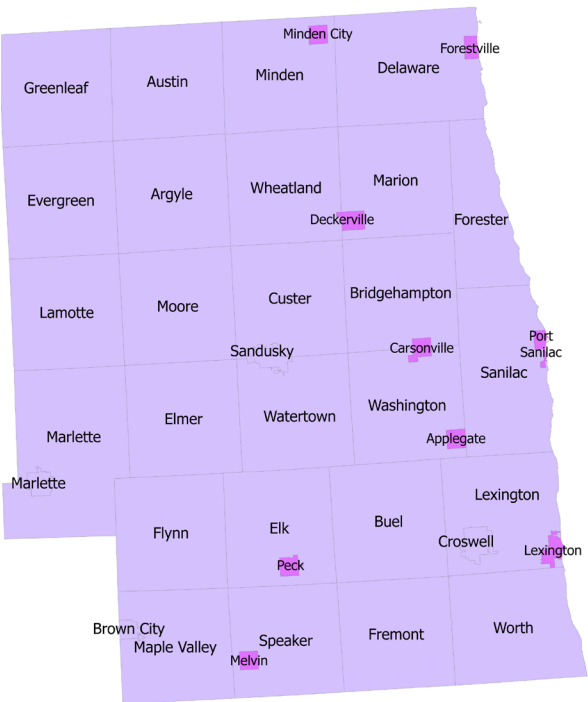 Minden City
Forestville
Greenleaf
Austin
Minden
Delaware
Evergreen
Argyle
Wheatland
Marion
Deckerville
Forester
Lamotte
Moore
Custer
Bridgehampton
Sandusky
Carsonville
Port
Sanilac
Sanilac
Marlette
Elmer
Watertown
Washington
Applegate
Marlette
Flynn
Elk
Buel
Lexington
Croswell
Lexington
Peck
Brown City
Maple Valley
Speaker
Fremont
Worth
Melvin